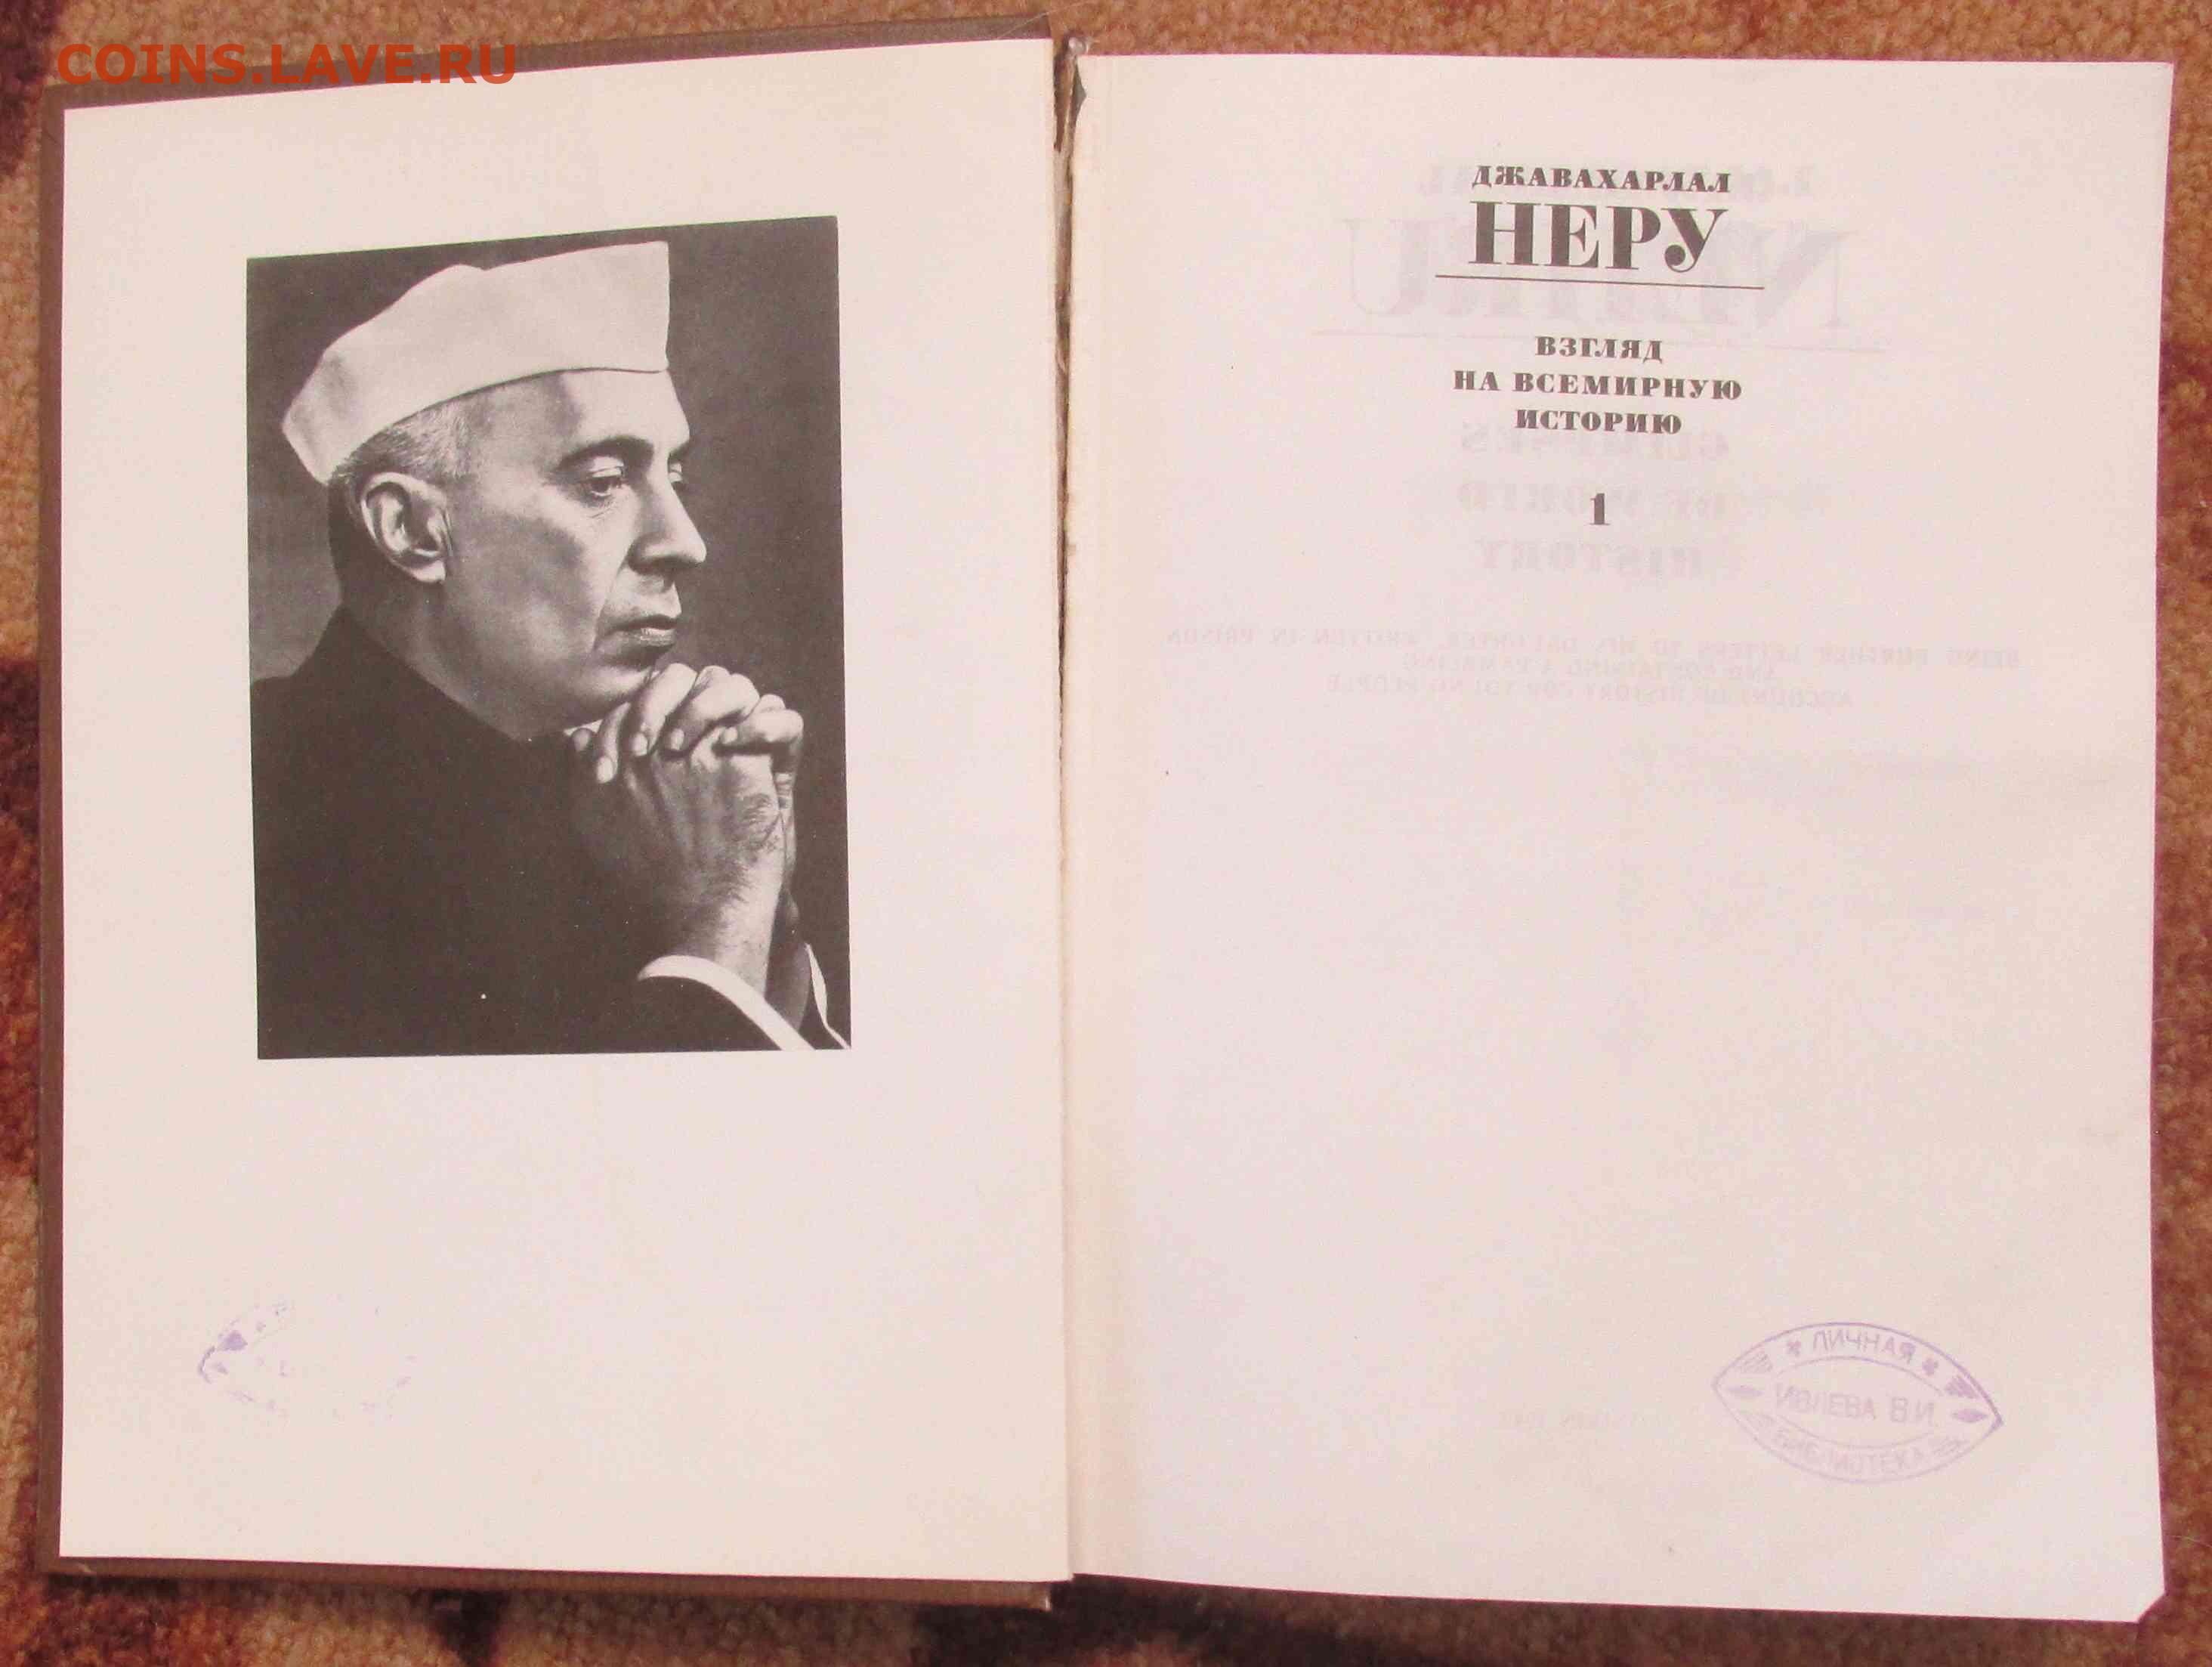 COINS.LAVE.RU
ДЖАВАХАРЛАЛ
НЕРУ
ВЗГЛЯД
НА ВСЕМИРНУЮ
ИСТОРИЮ
1
ЛИЧНАЯ
ИВЛЕВА В.И.
БИБЛИОТЕКА